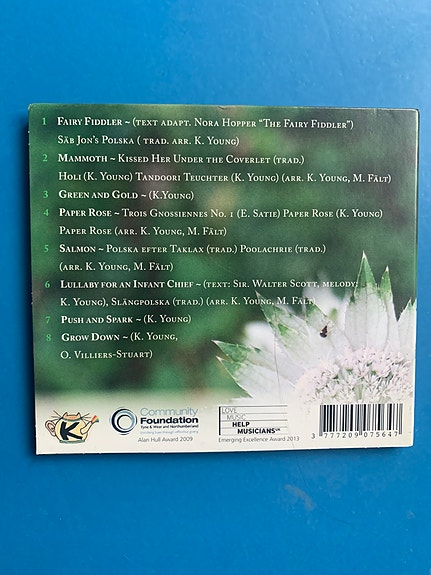 1 Fairy Fiddler ~ (text adapt. Nora Hopper "The Fairy Fiddler")
Säb Jon's Polska ( trad. arr. K. Young)
2 Mammoth ~ Kissed Her Under the Coverlet (trad.)
Holi (K. Young) Tandoori Teuchter (K. Young) (arr. K. Young, M. Fält)
3 Green and Gold ~ (K.Young)
4 Paper Rose ~ Trois Gnossiennes No. 1 (E. Satie) Paper Rose (K. Young)
Paper Rose (arr. K. Young, M. Fält)
5 Salmon ~ Polska efter Taklax (trad.) Poolachrie (trad.)
(arr. K. Young, M. Fält)
6 Lullaby for an Infant Chief ~ (text: Sir. Walter Scott, melody:
K. Young), Slängpolska (trad.) (arr. K. Young, M. Fält)
7 Push and Spark ~ (K. Young)
8 Grow Down ~ (K. Young,
O. Villiers-Stuart)
K
Community
Foundation
Tyne & Wear and Northumberland
Alan Hull Award 2009
LOVE
MUSIC
HELP
MUSICIANS UK
Emerging Excellence Award 2013
3 777209 075647